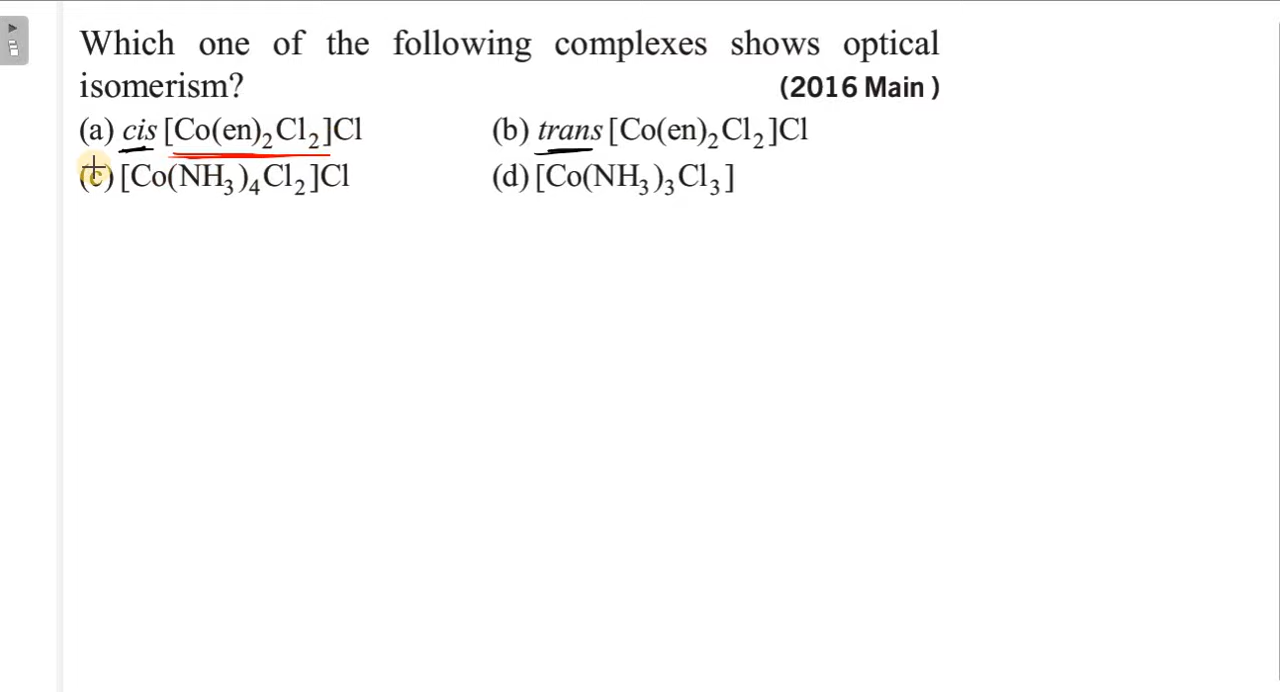 Which one of the following complexes shows optical
isomerism? (2016 Main )
(a) cis [Co(en)₂Cl₂]Cl (b) trans [Co(en)₂Cl₂]Cl
(c) [Co(NH₃)₄Cl₂]Cl (d) [Co(NH₃)₃Cl₃]